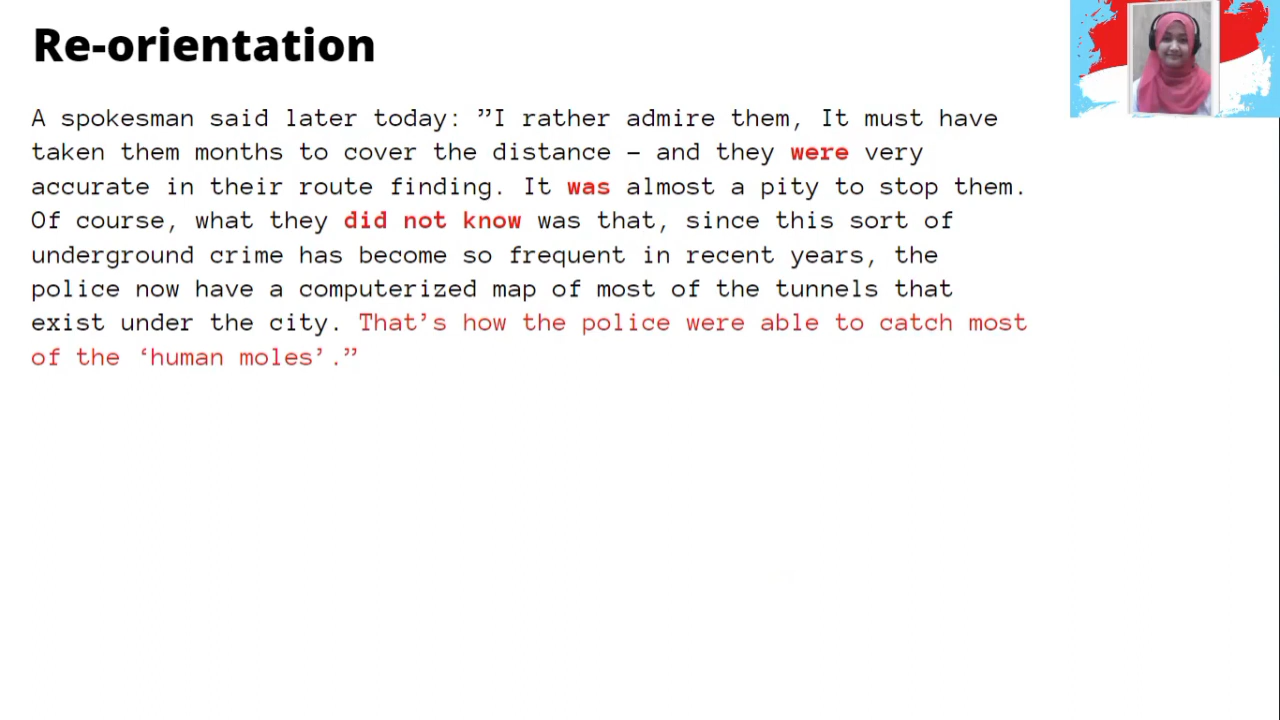 Re-orientation
A spokesman said later today: ”I rather admire them, It must have
taken them months to cover the distance – and they were very
accurate in their route finding. It was almost a pity to stop them.
Of course, what they did not know was that, since this sort of
underground crime has become so frequent in recent years, the
police now have a computerized map of most of the tunnels that
exist under the city. That’s how the police were able to catch most
of the ‘human moles’.”